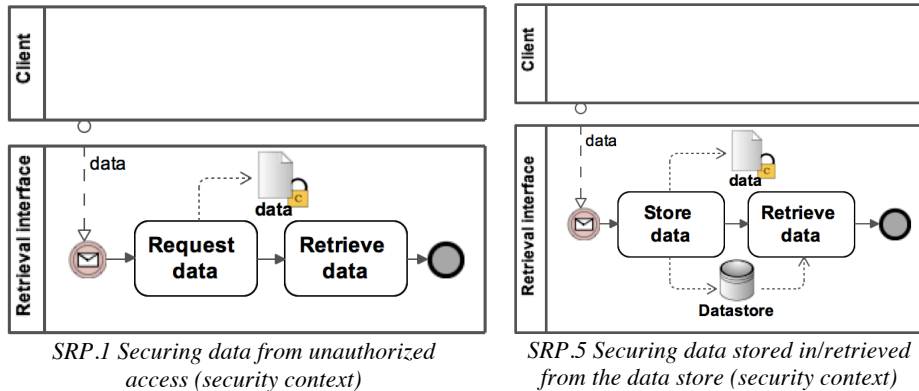 Client
data
Retrieval interface
C
data
Request
data
Retrieve
data
SRP.1 Securing data from unauthorized
access (security context)
Client
data
Retrieval interface
C
data
Store
data
Retrieve
data
Datastore
SRP.5 Securing data stored in/retrieved
from the data store (security context)